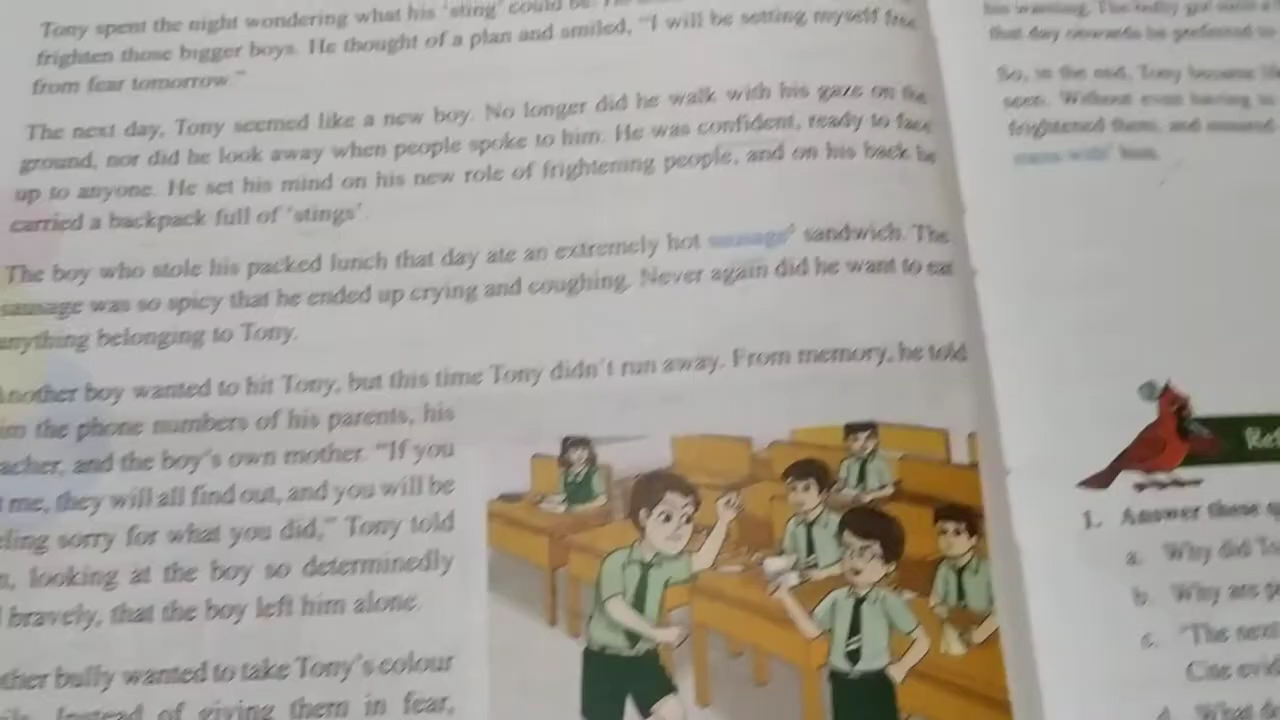 Tony spent the night wondering what his 'sting' could be.
frighten those bigger boys. He thought of a plan and smiled, "I will be setting myself free
from fear tomorrow."
The next day, Tony seemed like a new boy. No longer did he walk with his gaze on the
ground, nor did he look away when people spoke to him. He was confident, ready to face
up to anyone. He set his mind on his new role of frightening people, and on his back he
carried a backpack full of 'stings'.
The boy who stole his packed lunch that day ate an extremely hot sausage sandwich. The
sausage was so spicy that he ended up crying and coughing. Never again did he want to eat
anything belonging to Tony.
Another boy wanted to hit Tony, but this time Tony didn't run away. From memory, he told
the phone numbers of his parents, his
and the boy's own mother. "If you
me, they will all find out, and you will be
sorry for what you did," Tony told
looking at the boy so determinedly
bravely, that the boy left him alone.
bully wanted to take Tony's colour
Instead of giving them in fear,
that day onwards he preferred
So, in the end, Tony became
seen. Without even having
frightened them, and
him.
1. Answer these
a. Why did
b. Why are
c. "The next
Cite
d. What